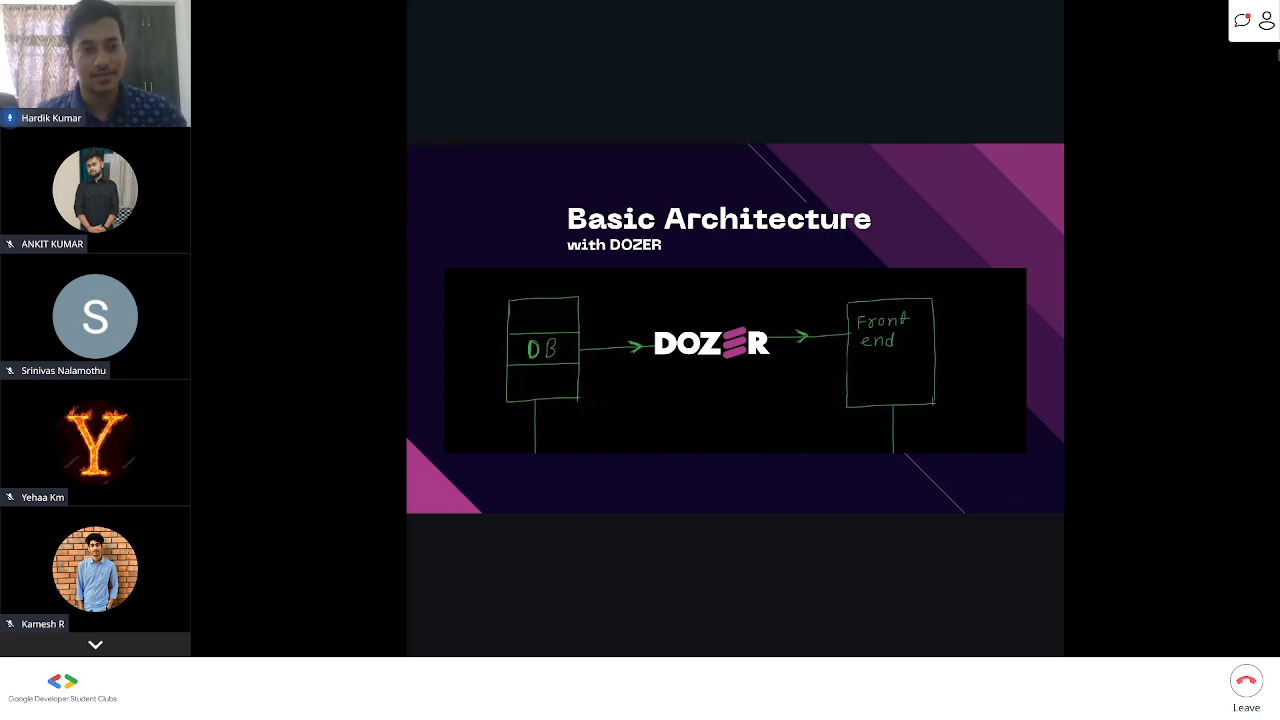 Hardik Kumar
ANKIT KUMAR
S
Srinivas Nalamothu
Y
Yehaa Km
Kamesh R
Basic Architecture
with DOZER
DB
DOZER
Front
end
Google Developer Student Clubs
Leave